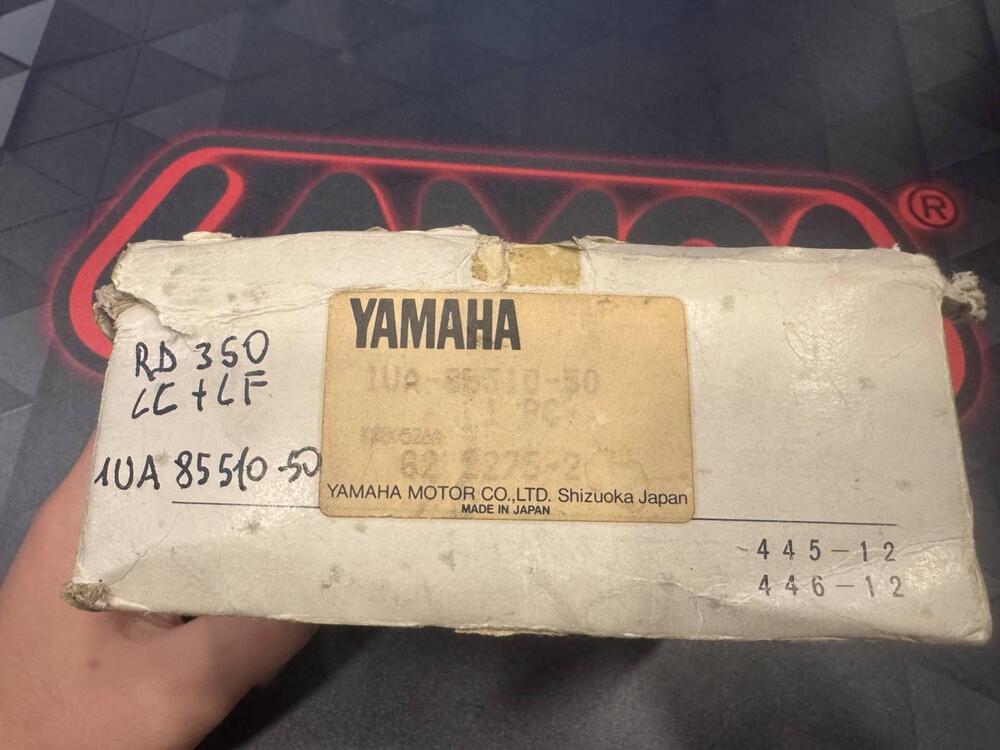 ®
YAMAHA
1UA-85510-50
1 PC
RD 350
LC + LF
1UA 85510-50
YAMAHA MOTOR CO.,LTD. Shizuoka Japan
MADE IN JAPAN
-445-12
446-12